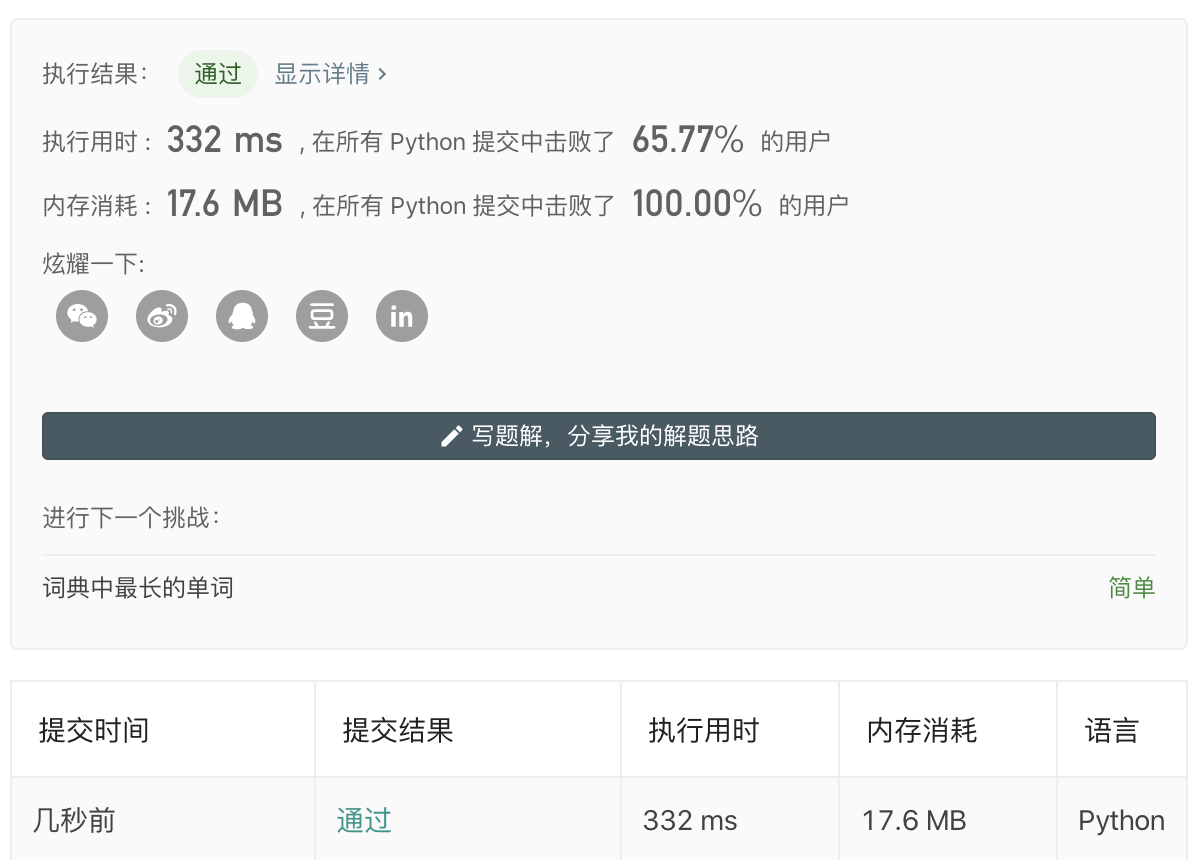 执行结果： 通过 显示详情 ›
执行用时 : 332 ms , 在所有 Python 提交中击败了 65.77% 的用户
内存消耗 : 17.6 MB , 在所有 Python 提交中击败了 100.00% 的用户
炫耀一下:
豆 in
写题解，分享我的解题思路
进行下一个挑战：
词典中最长的单词 简单
提交时间 提交结果 执行用时 内存消耗 语言
几秒前 通过 332 ms 17.6 MB Python